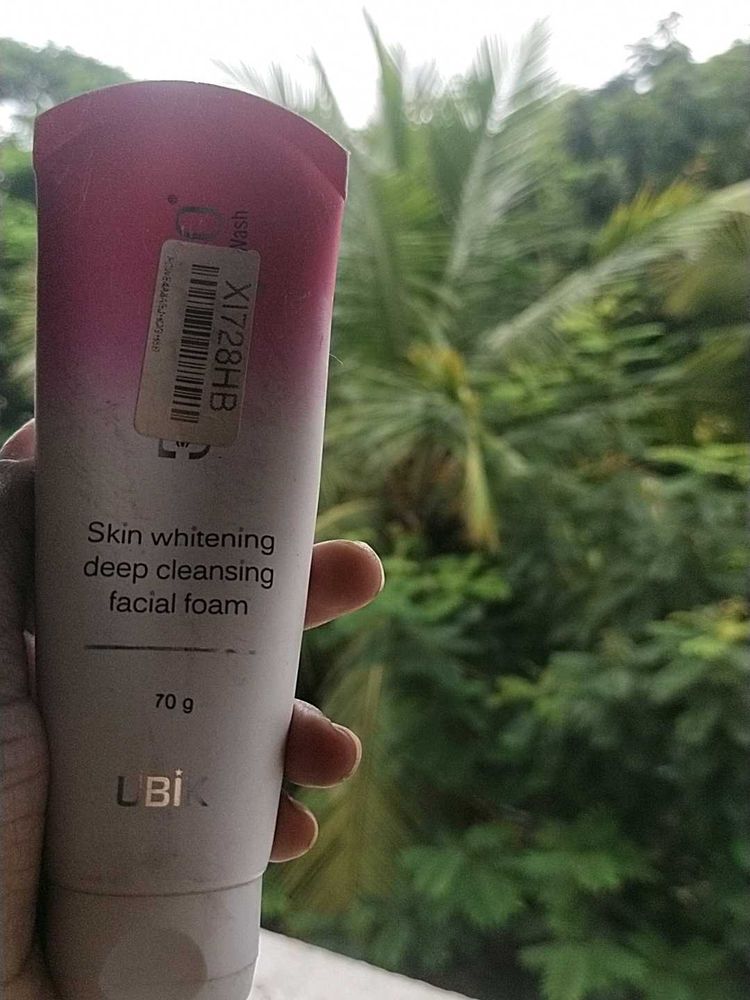 Wash
XI728HB
Skin whitening
deep cleansing
facial foam
70 g
UBiK